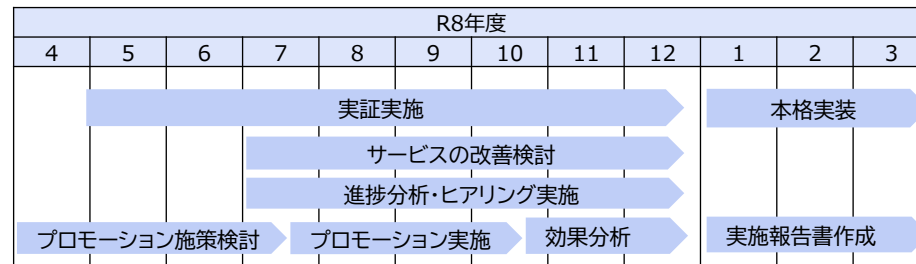 R8年度
4 5 6 7 8 9 10 11 12 1 2 3
実証実施 本格実装
サービスの改善検討
進捗分析・ヒアリング実施
プロモーション施策検討 プロモーション実施 効果分析 実施報告書作成